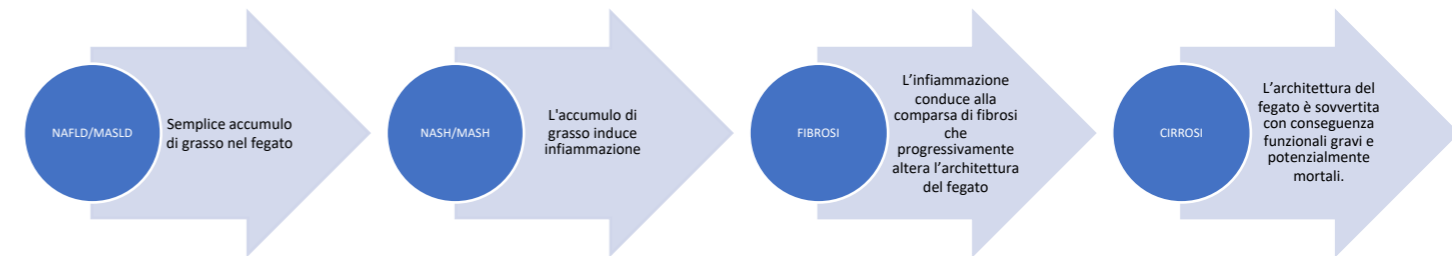 NAFLD/MASLD
Semplice accumulo
di grasso nel fegato
NASH/MASH
L'accumulo di
grasso induce
infiammazione
FIBROSI
L’infiammazione
conduce alla
comparsa di fibrosi
che
progressivamente
altera l’architettura
del fegato
CIRROSI
L’architettura del
fegato è sovvertita
con conseguenza
funzionali gravi e
potenzialmente
mortali.